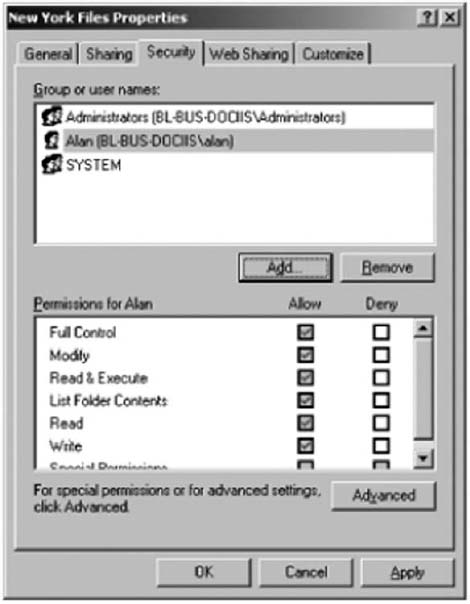 New York Files Properties
General Sharing Security Web Sharing Customize
Group or user names:
Administrators (BL-BUS-DOCIIS\Administrators)
Alan (BL-BUS-DOCIIS\alan)
SYSTEM
Add... Remove
Permissions for Alan Allow Deny
Full Control
Modify
Read & Execute
List Folder Contents
Read
Write
Special Permissions
For special permissions or for advanced settings,
click Advanced.
Advanced
OK Cancel Apply